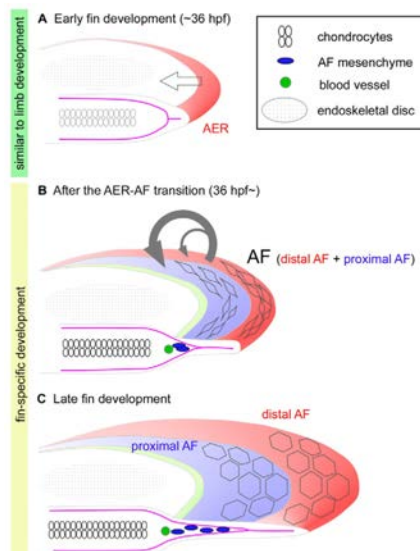 A Early fin development (~36 hpf)
AER
chondrocytes
AF mesenchyme
blood vessel
endoskeletal disc
similar to limb development
B After the AER-AF transition (36 hpf~)
AF (distal AF + proximal AF)
fin-specific development
C Late fin development
distal AF
proximal AF